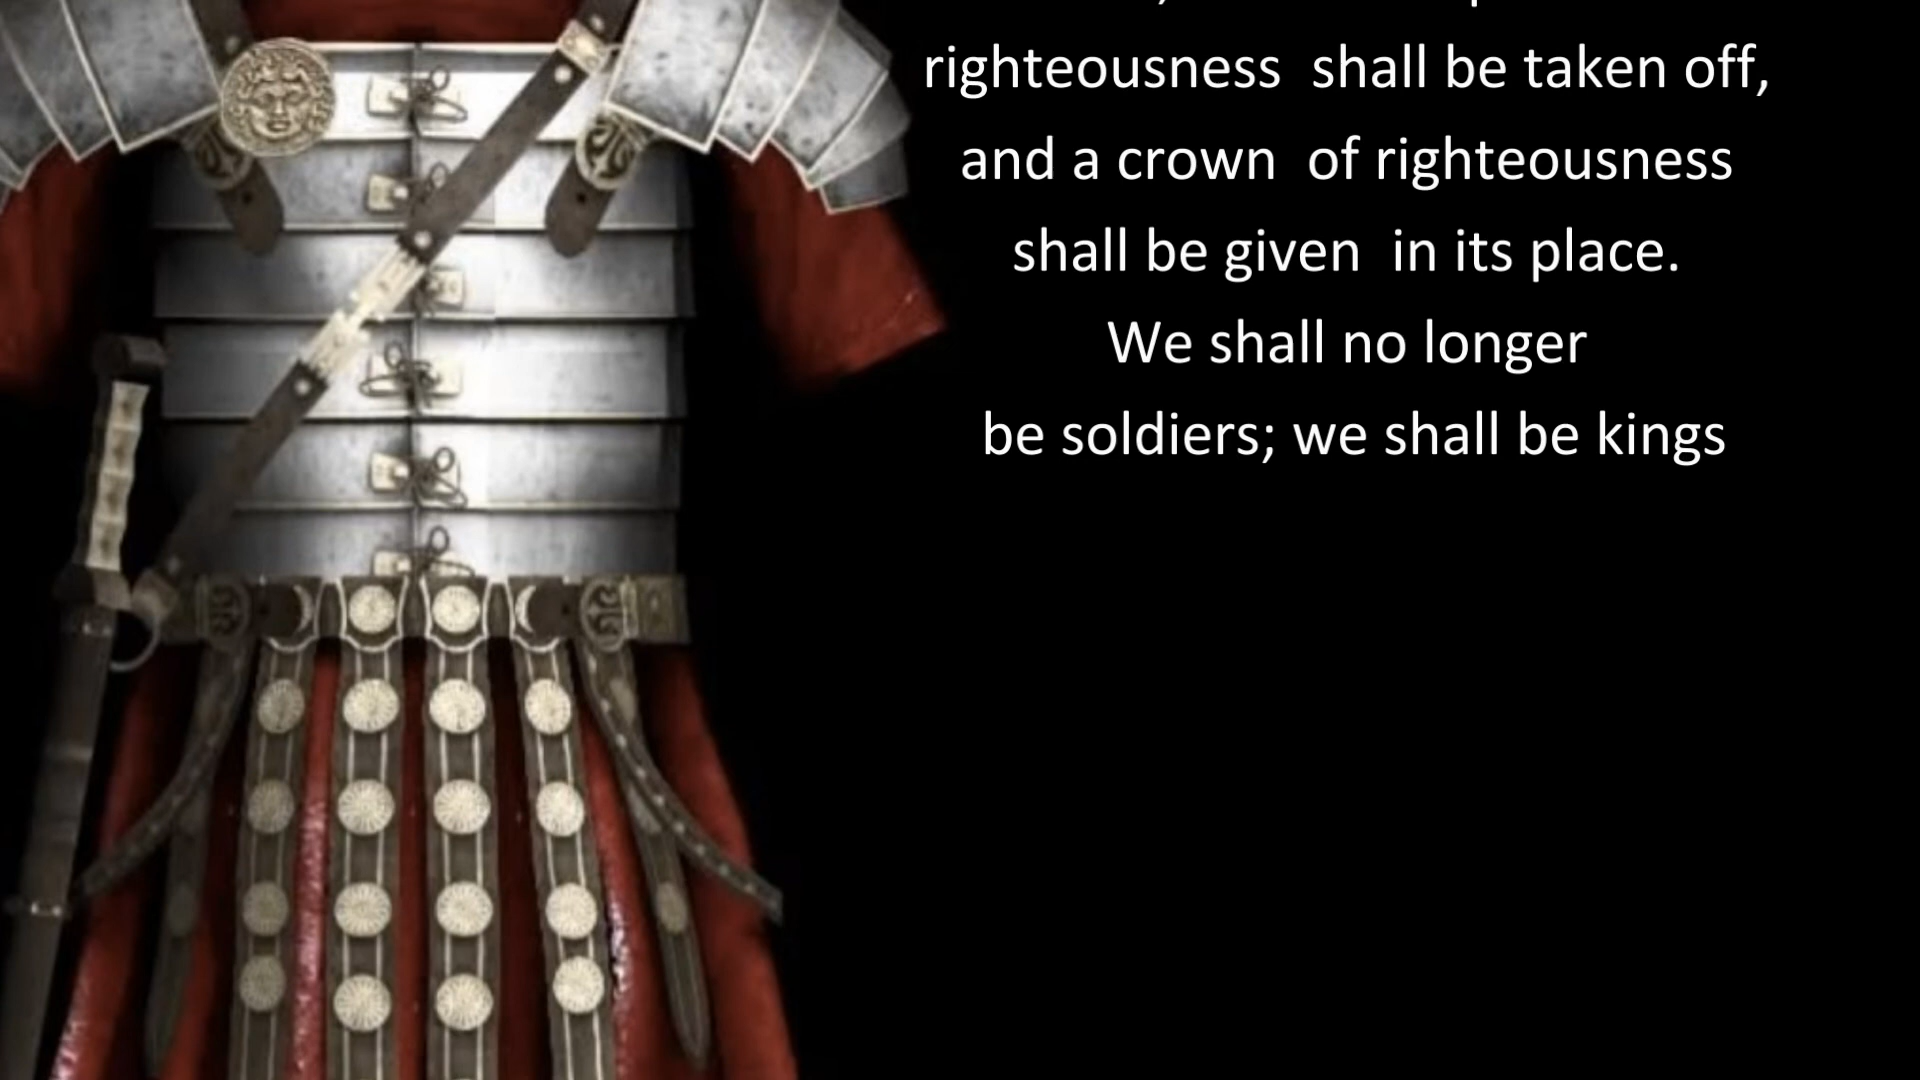 righteousness  shall be taken off,
and a crown  of righteousness
shall be given  in its place.
We shall no longer
be soldiers; we shall be kings